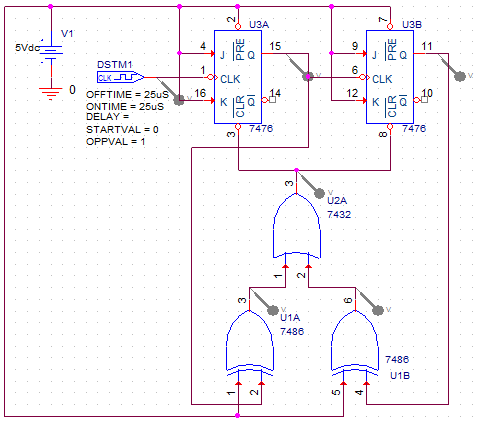 2
U3A
7
U3B
V1
5Vdc
0
DSTM1
OFFTIME = 25uS
ONTIME = 25uS
DELAY =
STARTVAL = 0
OPPVAL = 1
4
J
PRE
Q
15
1
CLK
16
K
CLR
Q
14
3
7476
9
J
PRE
Q
11
6
CLK
12
K
CLR
Q
10
8
7476
V
V
V
3
V
U2A
7432
1
2
3
V
U1A
7486
1
2
6
V
7486
U1B
5
4